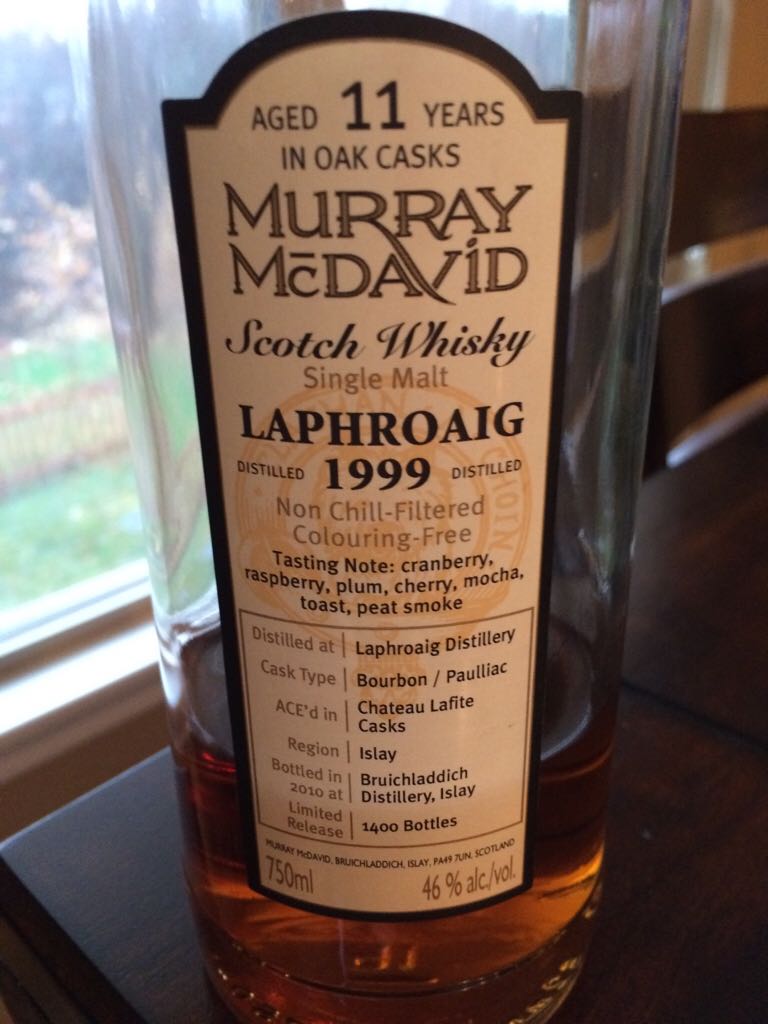 AGED 11 YEARS
IN OAK CASKS
MURRAY
McDAVID
Scotch Whisky
Single Malt
LAPHROAIG
DISTILLED 1999 DISTILLED
Non Chill-Filtered
Colouring-Free
Tasting Note: cranberry,
raspberry, plum, cherry, mocha,
toast, peat smoke
Distilled at | Laphroaig Distillery
Cask Type | Bourbon / Paulliac
ACE'd in | Chateau Lafite
Casks
Region | Islay
Bottled in
2010 at | Bruichladdich
Distillery, Islay
Limited
Release | 1400 Bottles
MURRAY McDAVID, BRUICHLADDICH, ISLAY, PA49 7UN, SCOTLAND
750ml 46 % alc./vol.